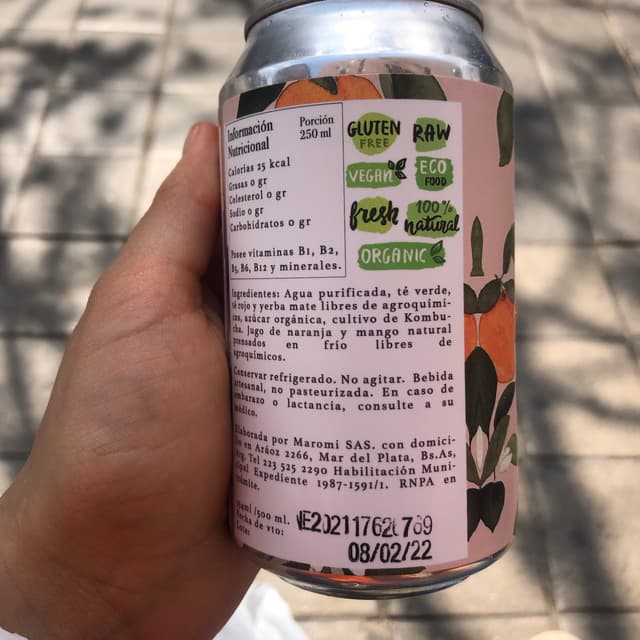 Información
Nutricional
Porción
250 ml
Calorías 25 kcal
Grasas 0 gr
Colesterol 0 gr
Sodio 0 gr
Carbohidratos 0 gr
Posee vitaminas B1, B2,
B3, B6, B12 y minerales.
GLUTEN
FREE
RAW
VEGAN
ECO
FOOD
fresh
100%
natural
ORGANIC
Ingredientes: Agua purificada, té verde,
té rojo y yerba mate libres de agroquími-
cos, azúcar orgánica, cultivo de Kombu-
cha. Jugo de naranja y mango natural
prensados en frío libres de
agroquímicos.
Conservar refrigerado. No agitar. Bebida
artesanal, no pasteurizada. En caso de
embarazo o lactancia, consulte a su
médico.
Elaborada por Maromi SAS. con domici-
lio en Aráoz 2266, Mar del Plata, Bs.As,
Arg. Tel 223 525 2290 Habilitación Muni-
cipal Expediente 1987-1591/1. RNPA en
trámite.
/500 ml.
Fecha de vto:
Lote:
08/02/22